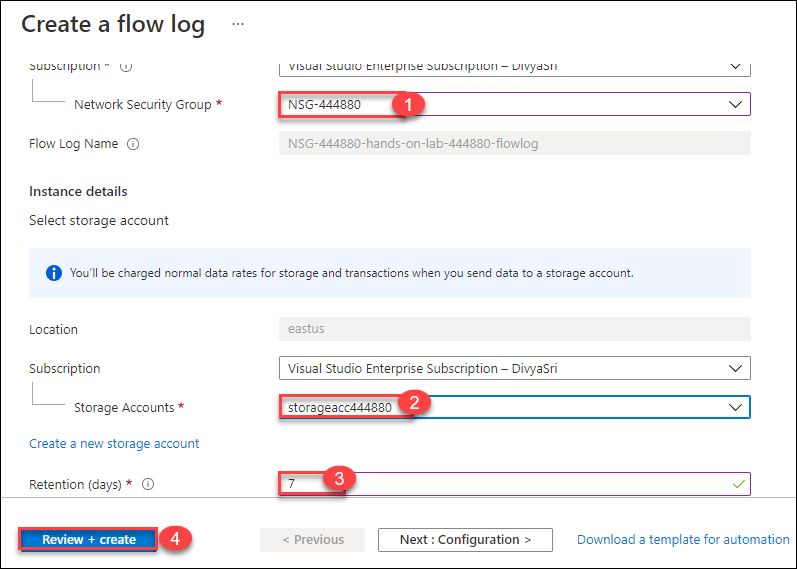 Create a flow log ...
Subscription * Visual Studio Enterprise Subscription – DivyaSri
Network Security Group * NSG-444880 1
Flow Log Name NSG-444880-hands-on-lab-444880-flowlog
Instance details
Select storage account
You'll be charged normal data rates for storage and transactions when you send data to a storage account.
Location eastus
Subscription Visual Studio Enterprise Subscription – DivyaSri
Storage Accounts * storageacc444880 2
Create a new storage account
Retention (days) * 7 3
Review + create 4 < Previous Next : Configuration > Download a template for automation